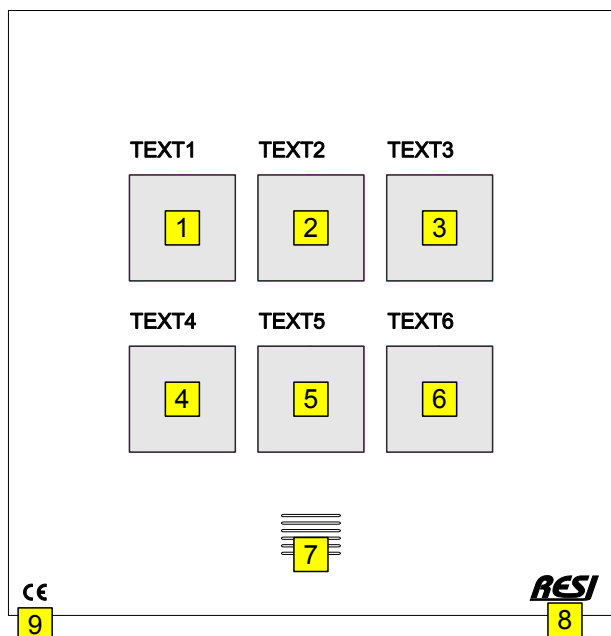 TEXT1 TEXT2 TEXT3
1 2 3
TEXT4 TEXT5 TEXT6
4 5 6
7
CE RESI
9 8